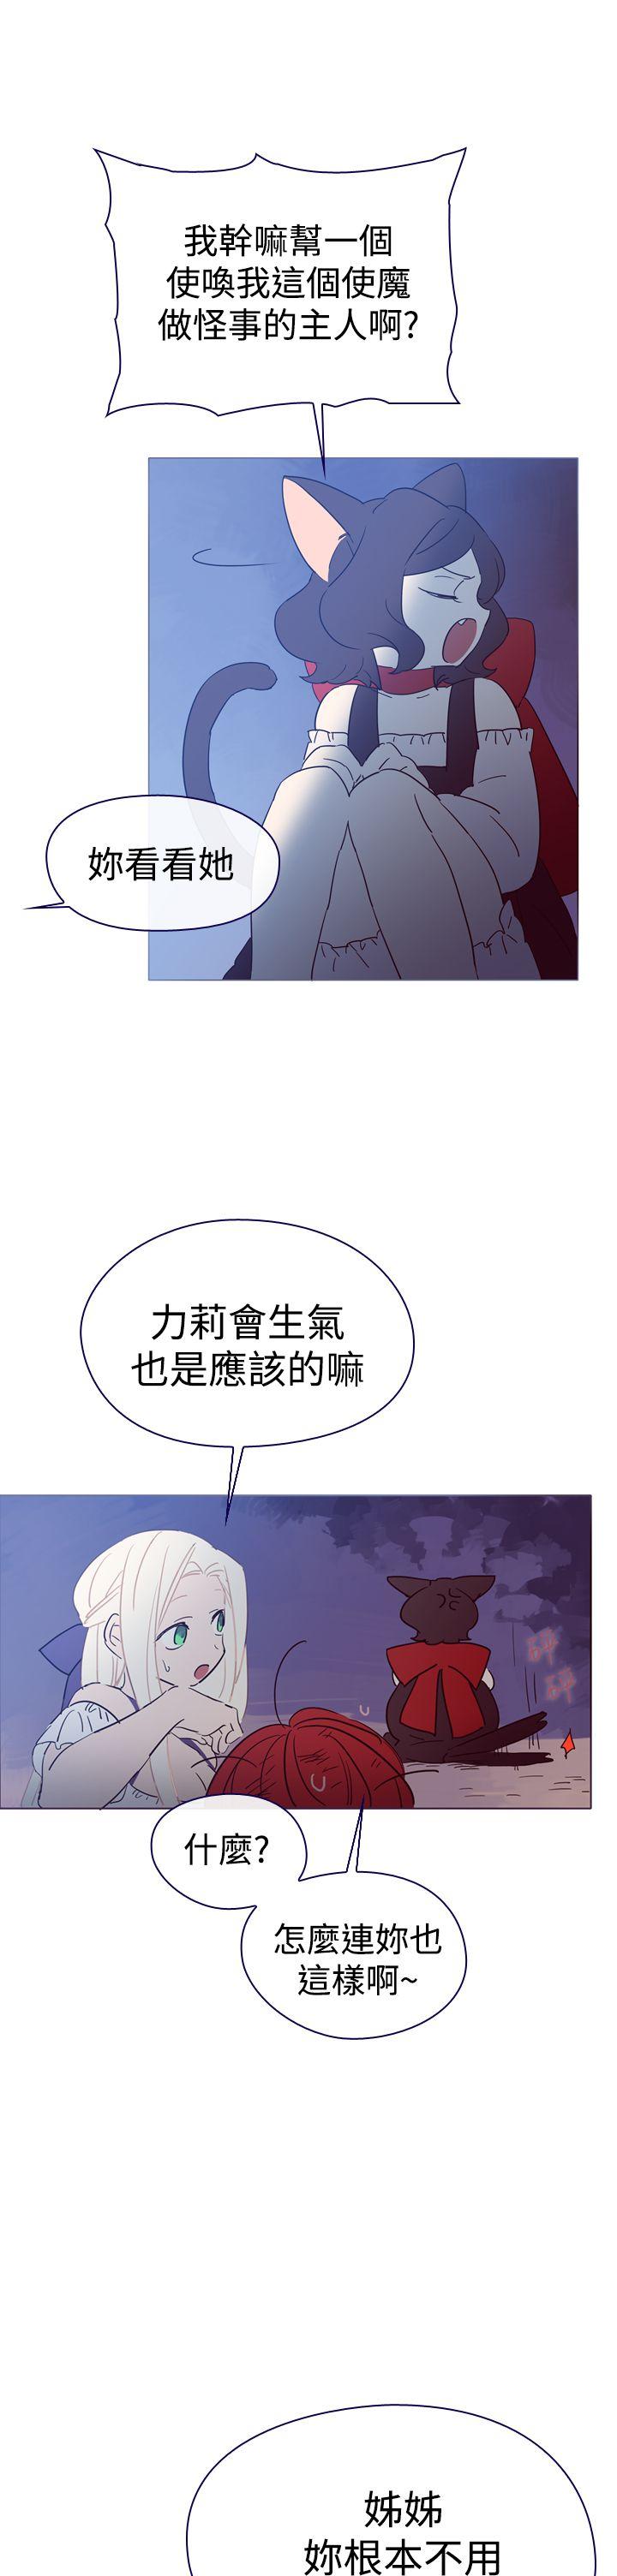 我幹嘛幫一個
使喚我這個使魔
做怪事的主人啊?
妳看看她
力莉會生氣
也是應該的嘛
砰
砰
什麼?
怎麼連妳也
這樣啊~
姊姊
妳根本不用